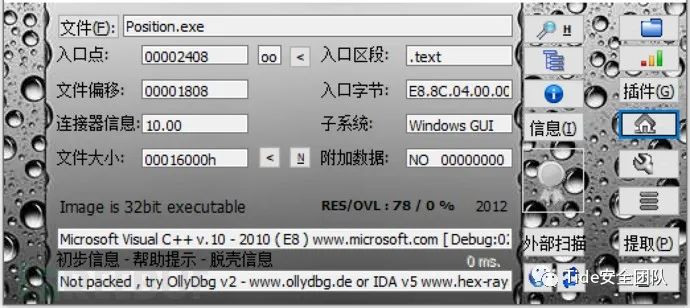 文件(F): Position.exe H
入口点: 00002408 oo < 入口区段: .text
文件偏移: 00001808 入口字节: E8.8C.04.00.00 插件(G)
连接器信息: 10.00 子系统: Windows GUI 信息(I)
文件大小: 00016000h < N 附加数据: NO 00000000
Image is 32bit executable RES/OVL : 78 / 0 % 2012
Microsoft Visual C++ v.10 - 2010 ( E8 ) www.microsoft.com [ Debug:02 外部扫描 提取(P)
初步信息 - 帮助提示 - 脱壳信息 0 ms.
Not packed , try OllyDbg v2 - www.ollydbg.de or IDA v5 www.hex-ray
Tide安全团队